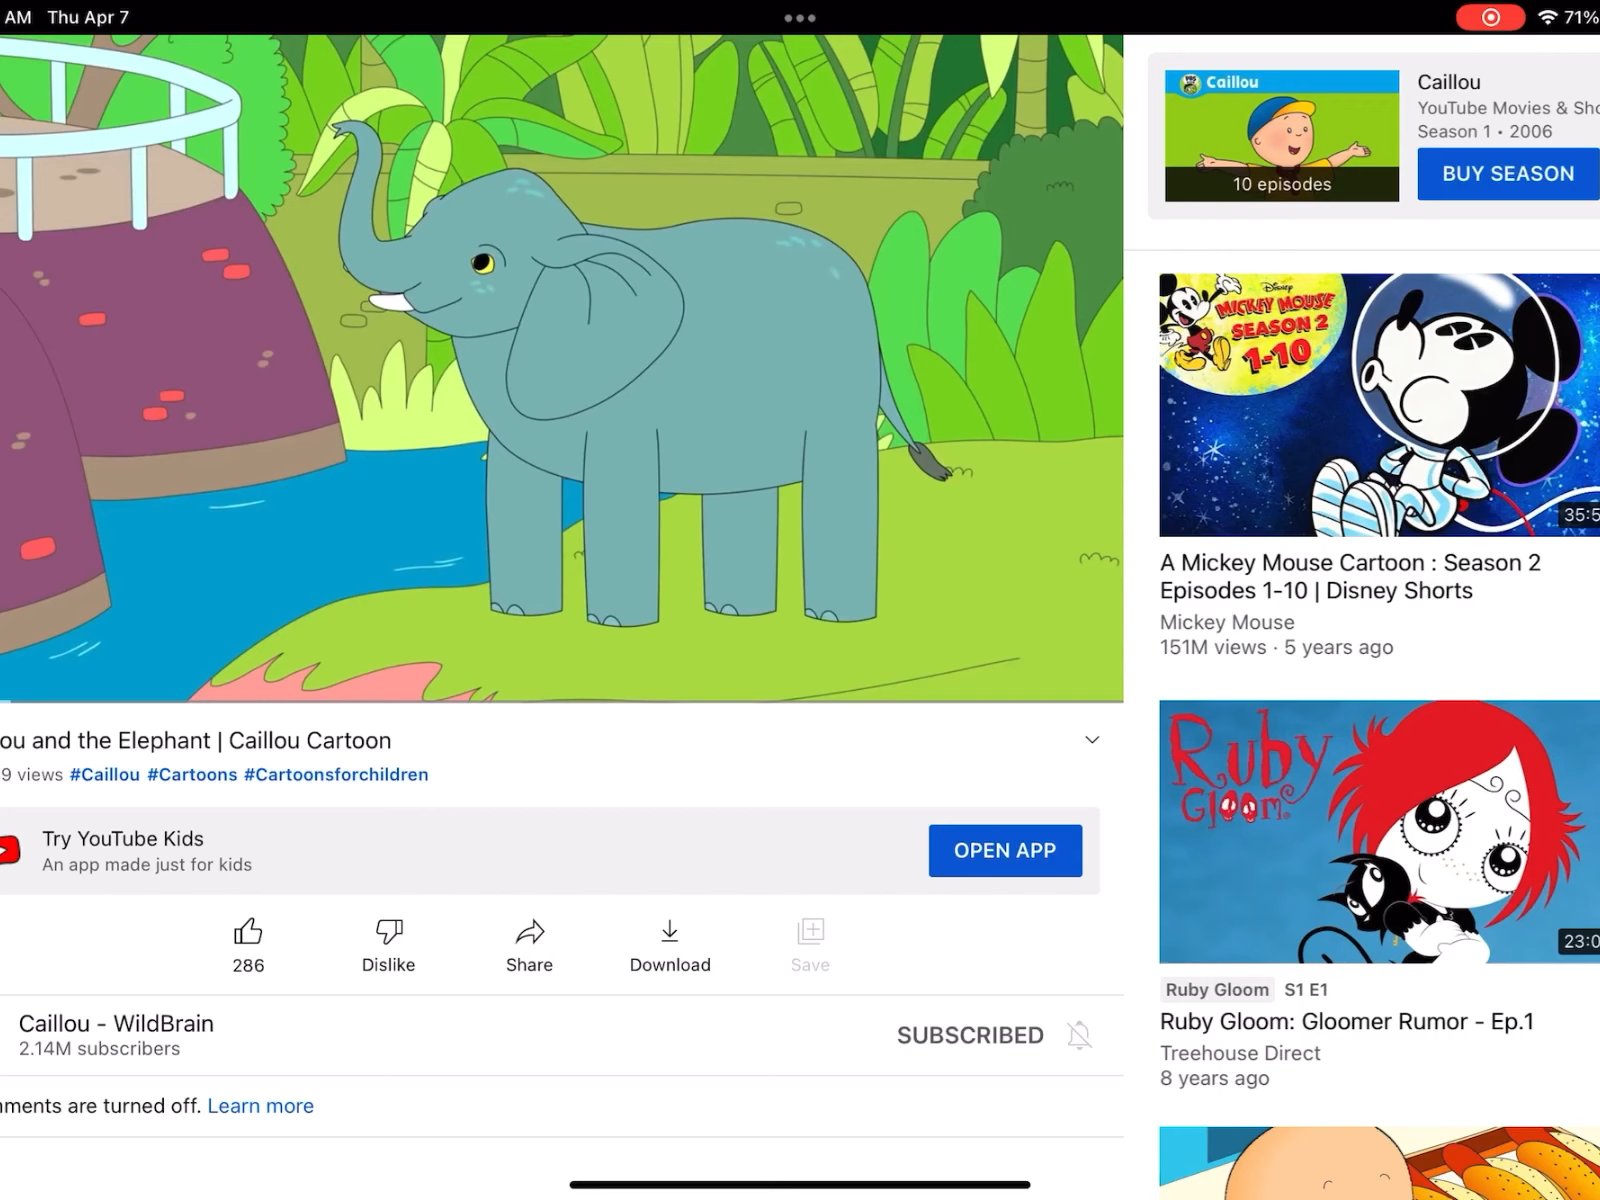 AM Thu Apr 7
71%
ou and the Elephant | Caillou Cartoon
9 views #Caillou #Cartoons #Cartoonsforchildren
Try YouTube Kids
An app made just for kids
OPEN APP
286
Dislike
Share
Download
Save
Caillou - WildBrain
2.14M subscribers
SUBSCRIBED
mments are turned off. Learn more
Caillou
10 episodes
Caillou
YouTube Movies & Sho
Season 1 • 2006
BUY SEASON
Disney
MICKEY MOUSE
SEASON 2
1-10
35:5
A Mickey Mouse Cartoon : Season 2
Episodes 1-10 | Disney Shorts
Mickey Mouse
151M views · 5 years ago
Ruby
Gloom
23:0
Ruby Gloom S1 E1
Ruby Gloom: Gloomer Rumor - Ep.1
Treehouse Direct
8 years ago